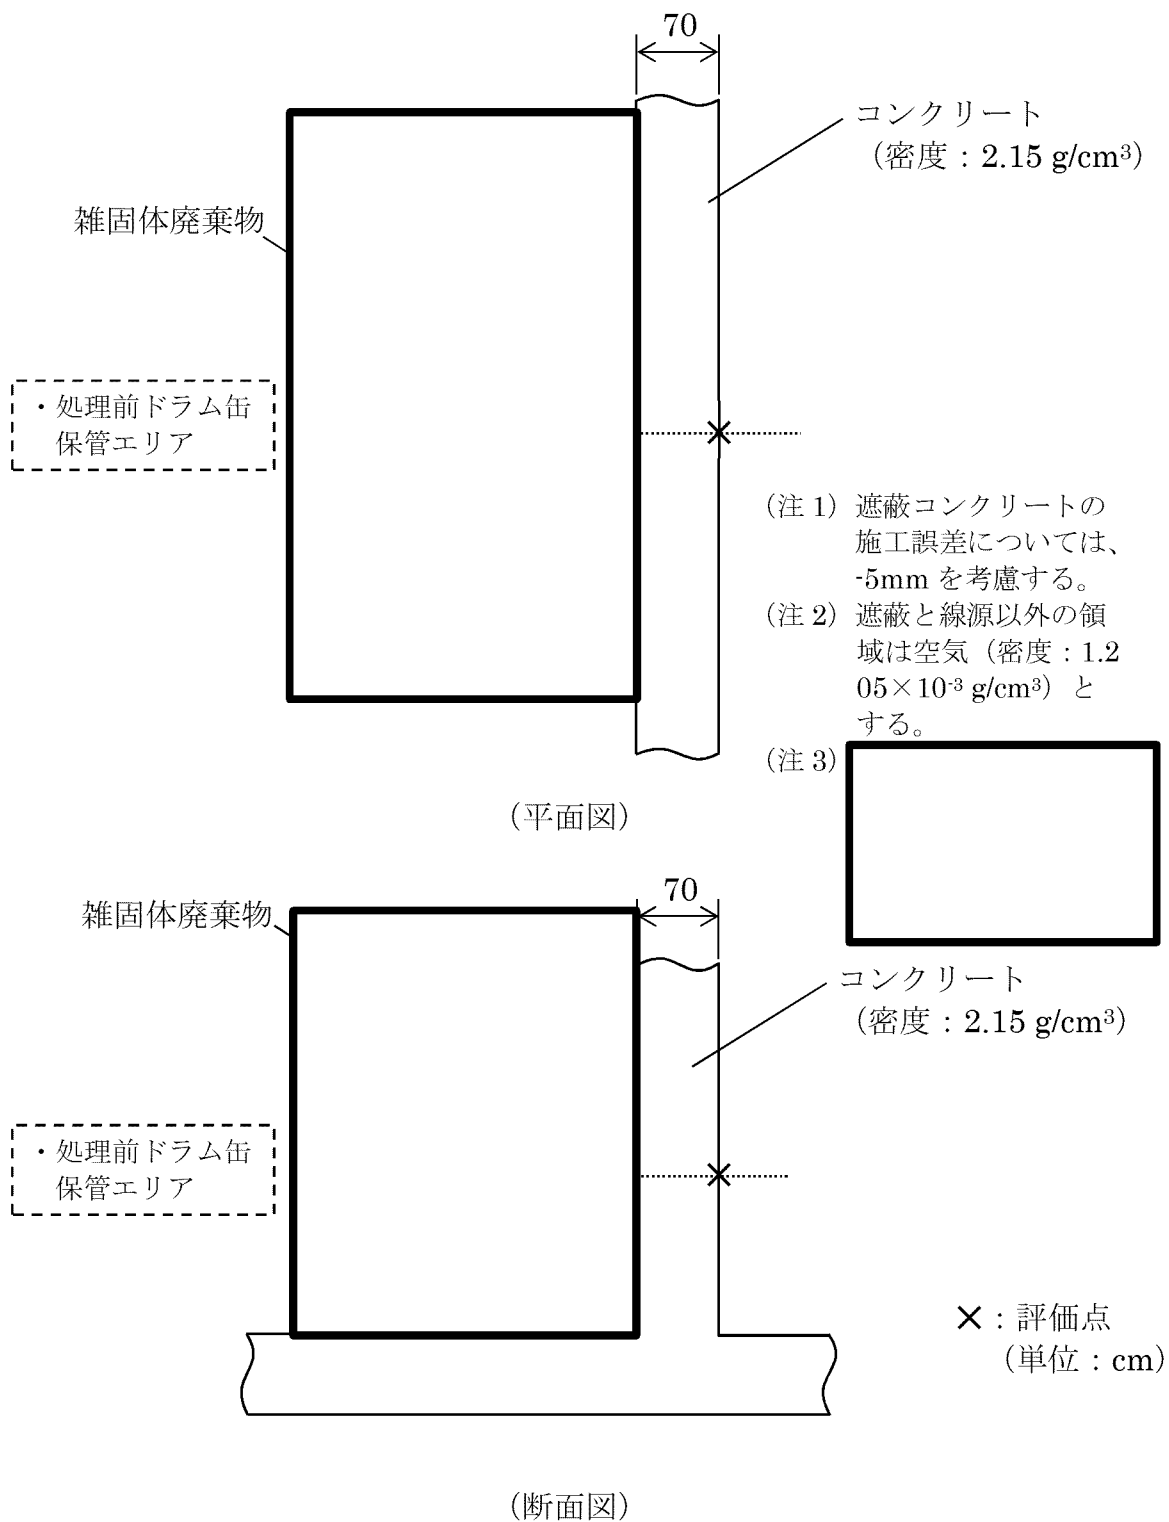 70
コンクリート
（密度：2.15 g/cm³）
雑固体廃棄物
・処理前ドラム缶
保管エリア
（注1）遮蔽コンクリートの
施工誤差については、
-5mmを考慮する。
（注2）遮蔽と線源以外の領
域は空気（密度：1.2
05×10⁻³ g/cm³）と
する。
（注3）
（平面図）
70
雑固体廃棄物
コンクリート
（密度：2.15 g/cm³）
・処理前ドラム缶
保管エリア
×：評価点
（単位：cm）
（断面図）